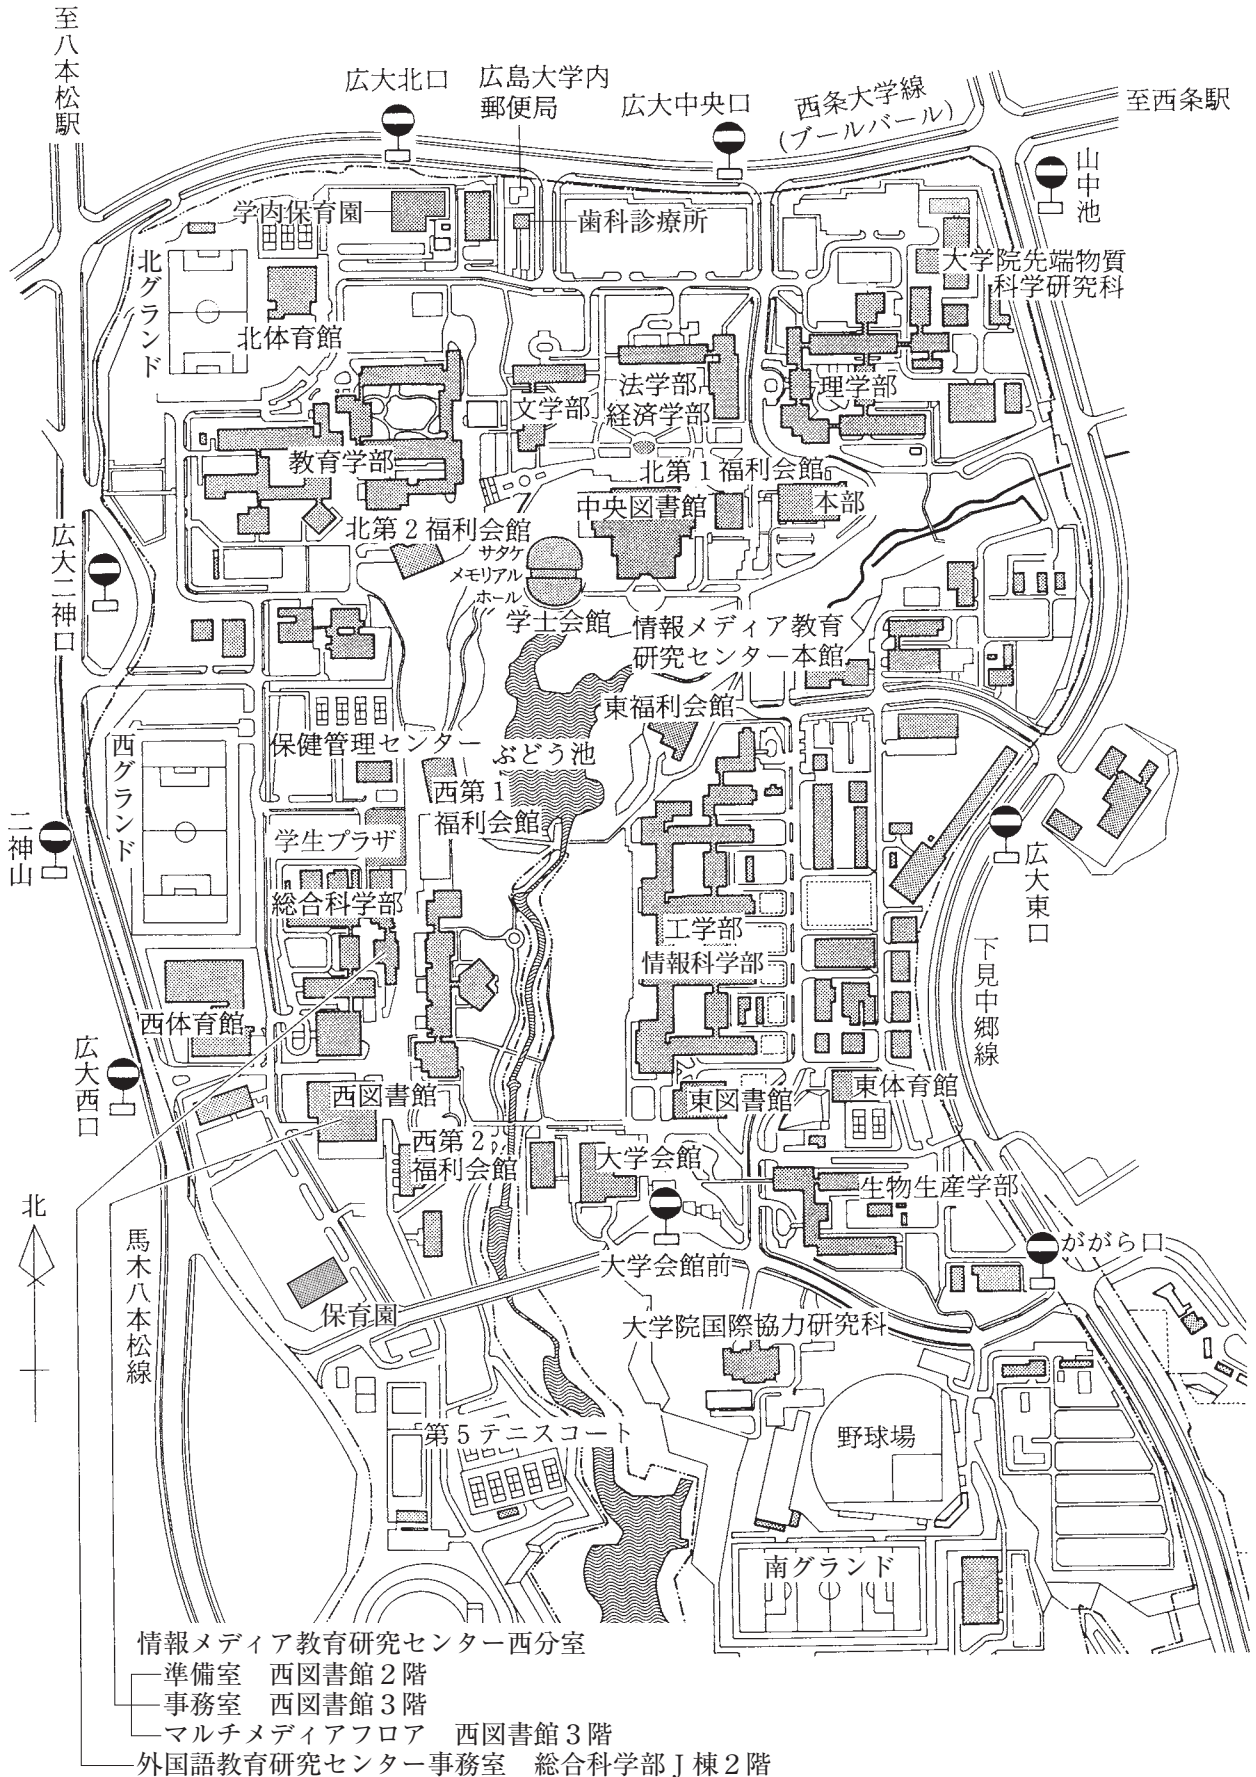 至八本松駅
広大北口
広島大学内
郵便局
広大中央口
西条大学線
(ブールバール)
至西条駅
山中池
学内保育園
歯科診療所
大学院先端物質
科学研究科
北グランド
北体育館
法学部
経済学部
文学部
理学部
教育学部
北第1福利会館
中央図書館
本部
北第2福利会館
サタケ
メモリアル
ホール
学士会館
広大二神口
情報メディア教育
研究センター本館
東福利会館
西グランド
保健管理センター
ぶどう池
西第1
福利会館
二神山
学生プラザ
総合科学部
広大東口
工学部
情報科学部
下見中郷線
西体育館
広大西口
西図書館
東図書館
東体育館
西第2
福利会館
大学会館
生物生産学部
北
馬木八本松線
大学会館前
ががら口
保育園
大学院国際協力研究科
第5テニスコート
野球場
南グランド
情報メディア教育研究センター西分室
準備室 西図書館2階
事務室 西図書館3階
マルチメディアフロア 西図書館3階
外国語教育研究センター事務室 総合科学部J棟2階